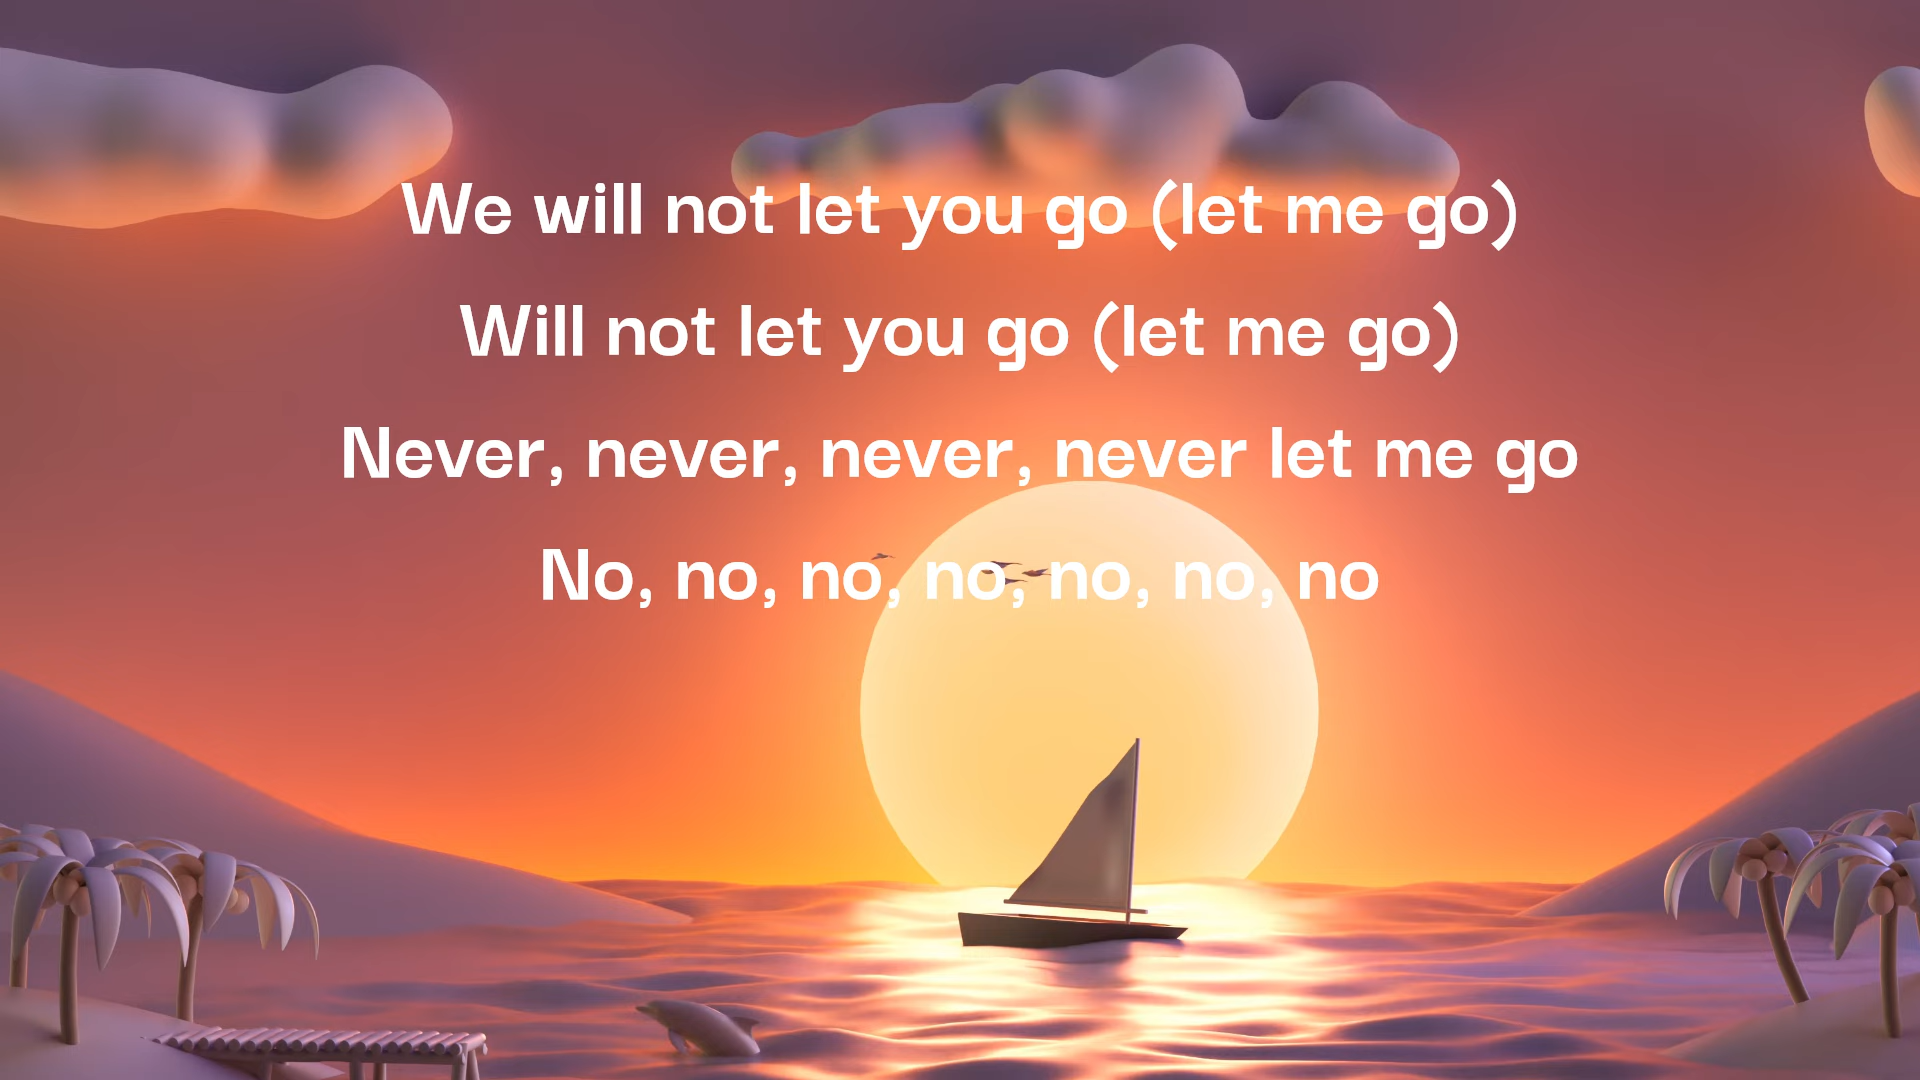 We will not let you go (let me go)
Will not let you go (let me go)
Never, never, never, never let me go
No, no, no, no, no, no, no